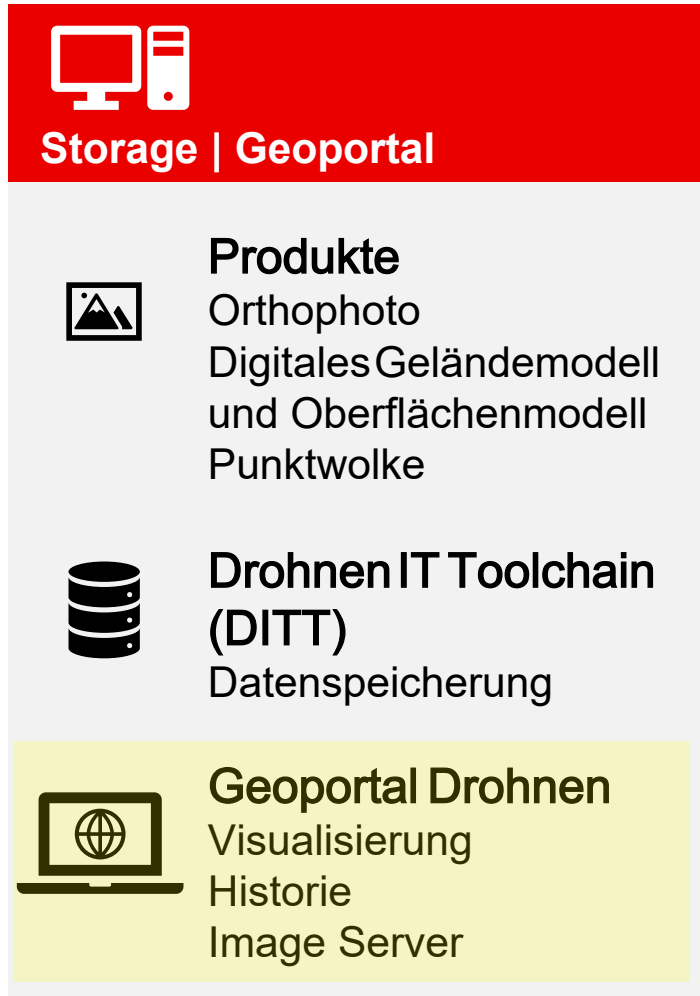 Storage | Geoportal
Produkte
Orthophoto
Digitales Geländemodell
und Oberflächenmodell
Punktwolke
Drohnen IT Toolchain
(DITT)
Datenspeicherung
Geoportal Drohnen
Visualisierung
Historie
Image Server